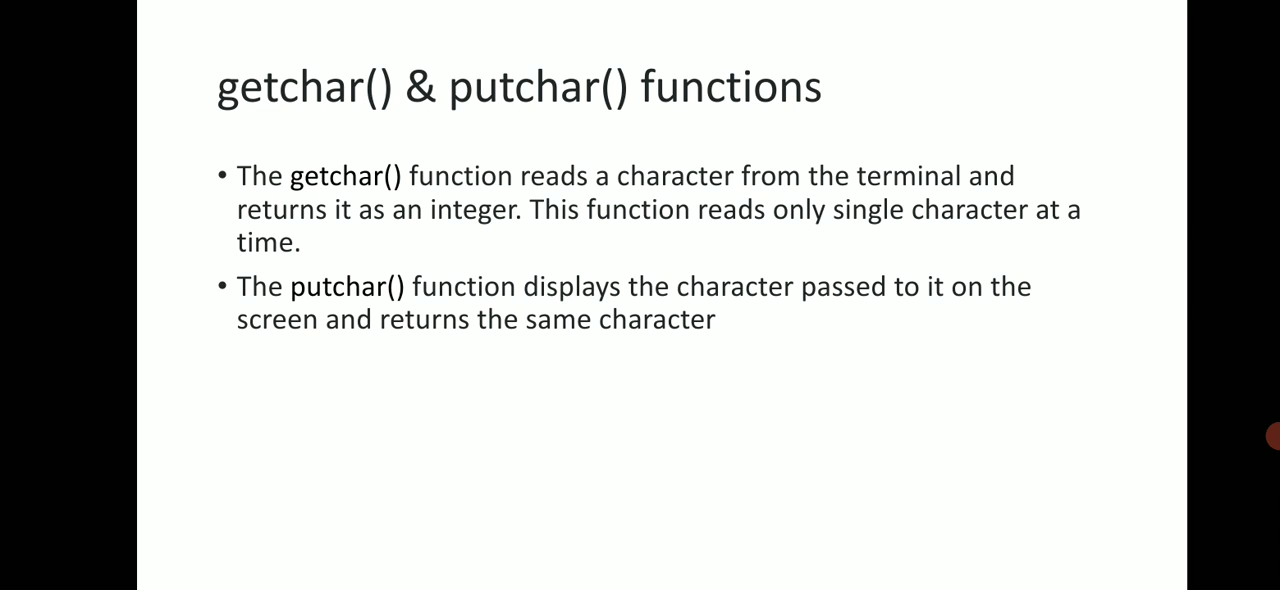 getchar() & putchar() functions
• The getchar() function reads a character from the terminal and
returns it as an integer. This function reads only single character at a
time.
• The putchar() function displays the character passed to it on the
screen and returns the same character